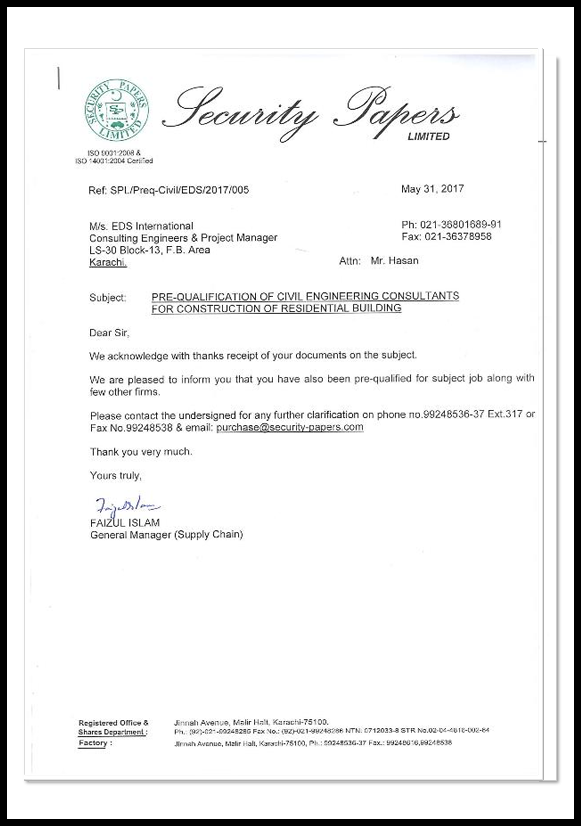 SECURITY PAPERS
LIMITED
Security Papers
LIMITED
ISO 9001:2008 &
ISO 14001:2004 Certified
Ref: SPL/Preq-Civil/EDS/2017/005 May 31, 2017
M/s. EDS International Ph: 021-36801689-91
Consulting Engineers & Project Manager Fax: 021-36378958
LS-30 Block-13, F.B. Area
Karachi. Attn: Mr. Hasan
Subject: PRE-QUALIFICATION OF CIVIL ENGINEERING CONSULTANTS
FOR CONSTRUCTION OF RESIDENTIAL BUILDING
Dear Sir,
We acknowledge with thanks receipt of your documents on the subject.
We are pleased to inform you that you have also been pre-qualified for subject job along with
few other firms.
Please contact the undersigned for any further clarification on phone no.99248536-37 Ext.317 or
Fax No.99248538 & email: purchase@security-papers.com
Thank you very much.
Yours truly,
FAIZUL ISLAM
General Manager (Supply Chain)
Registered Office & Jinnah Avenue, Malir Halt, Karachi-75100.
Shares Department : Ph.: (92)-021-99248285 Fax No.: (92)-021-99248286 NTN: 0712033-8 STR No.02-04-4818-002-64
Factory : Jinnah Avenue, Malir Halt, Karachi-75100, Ph.: 99248536-37 Fax.: 99248616,99248538